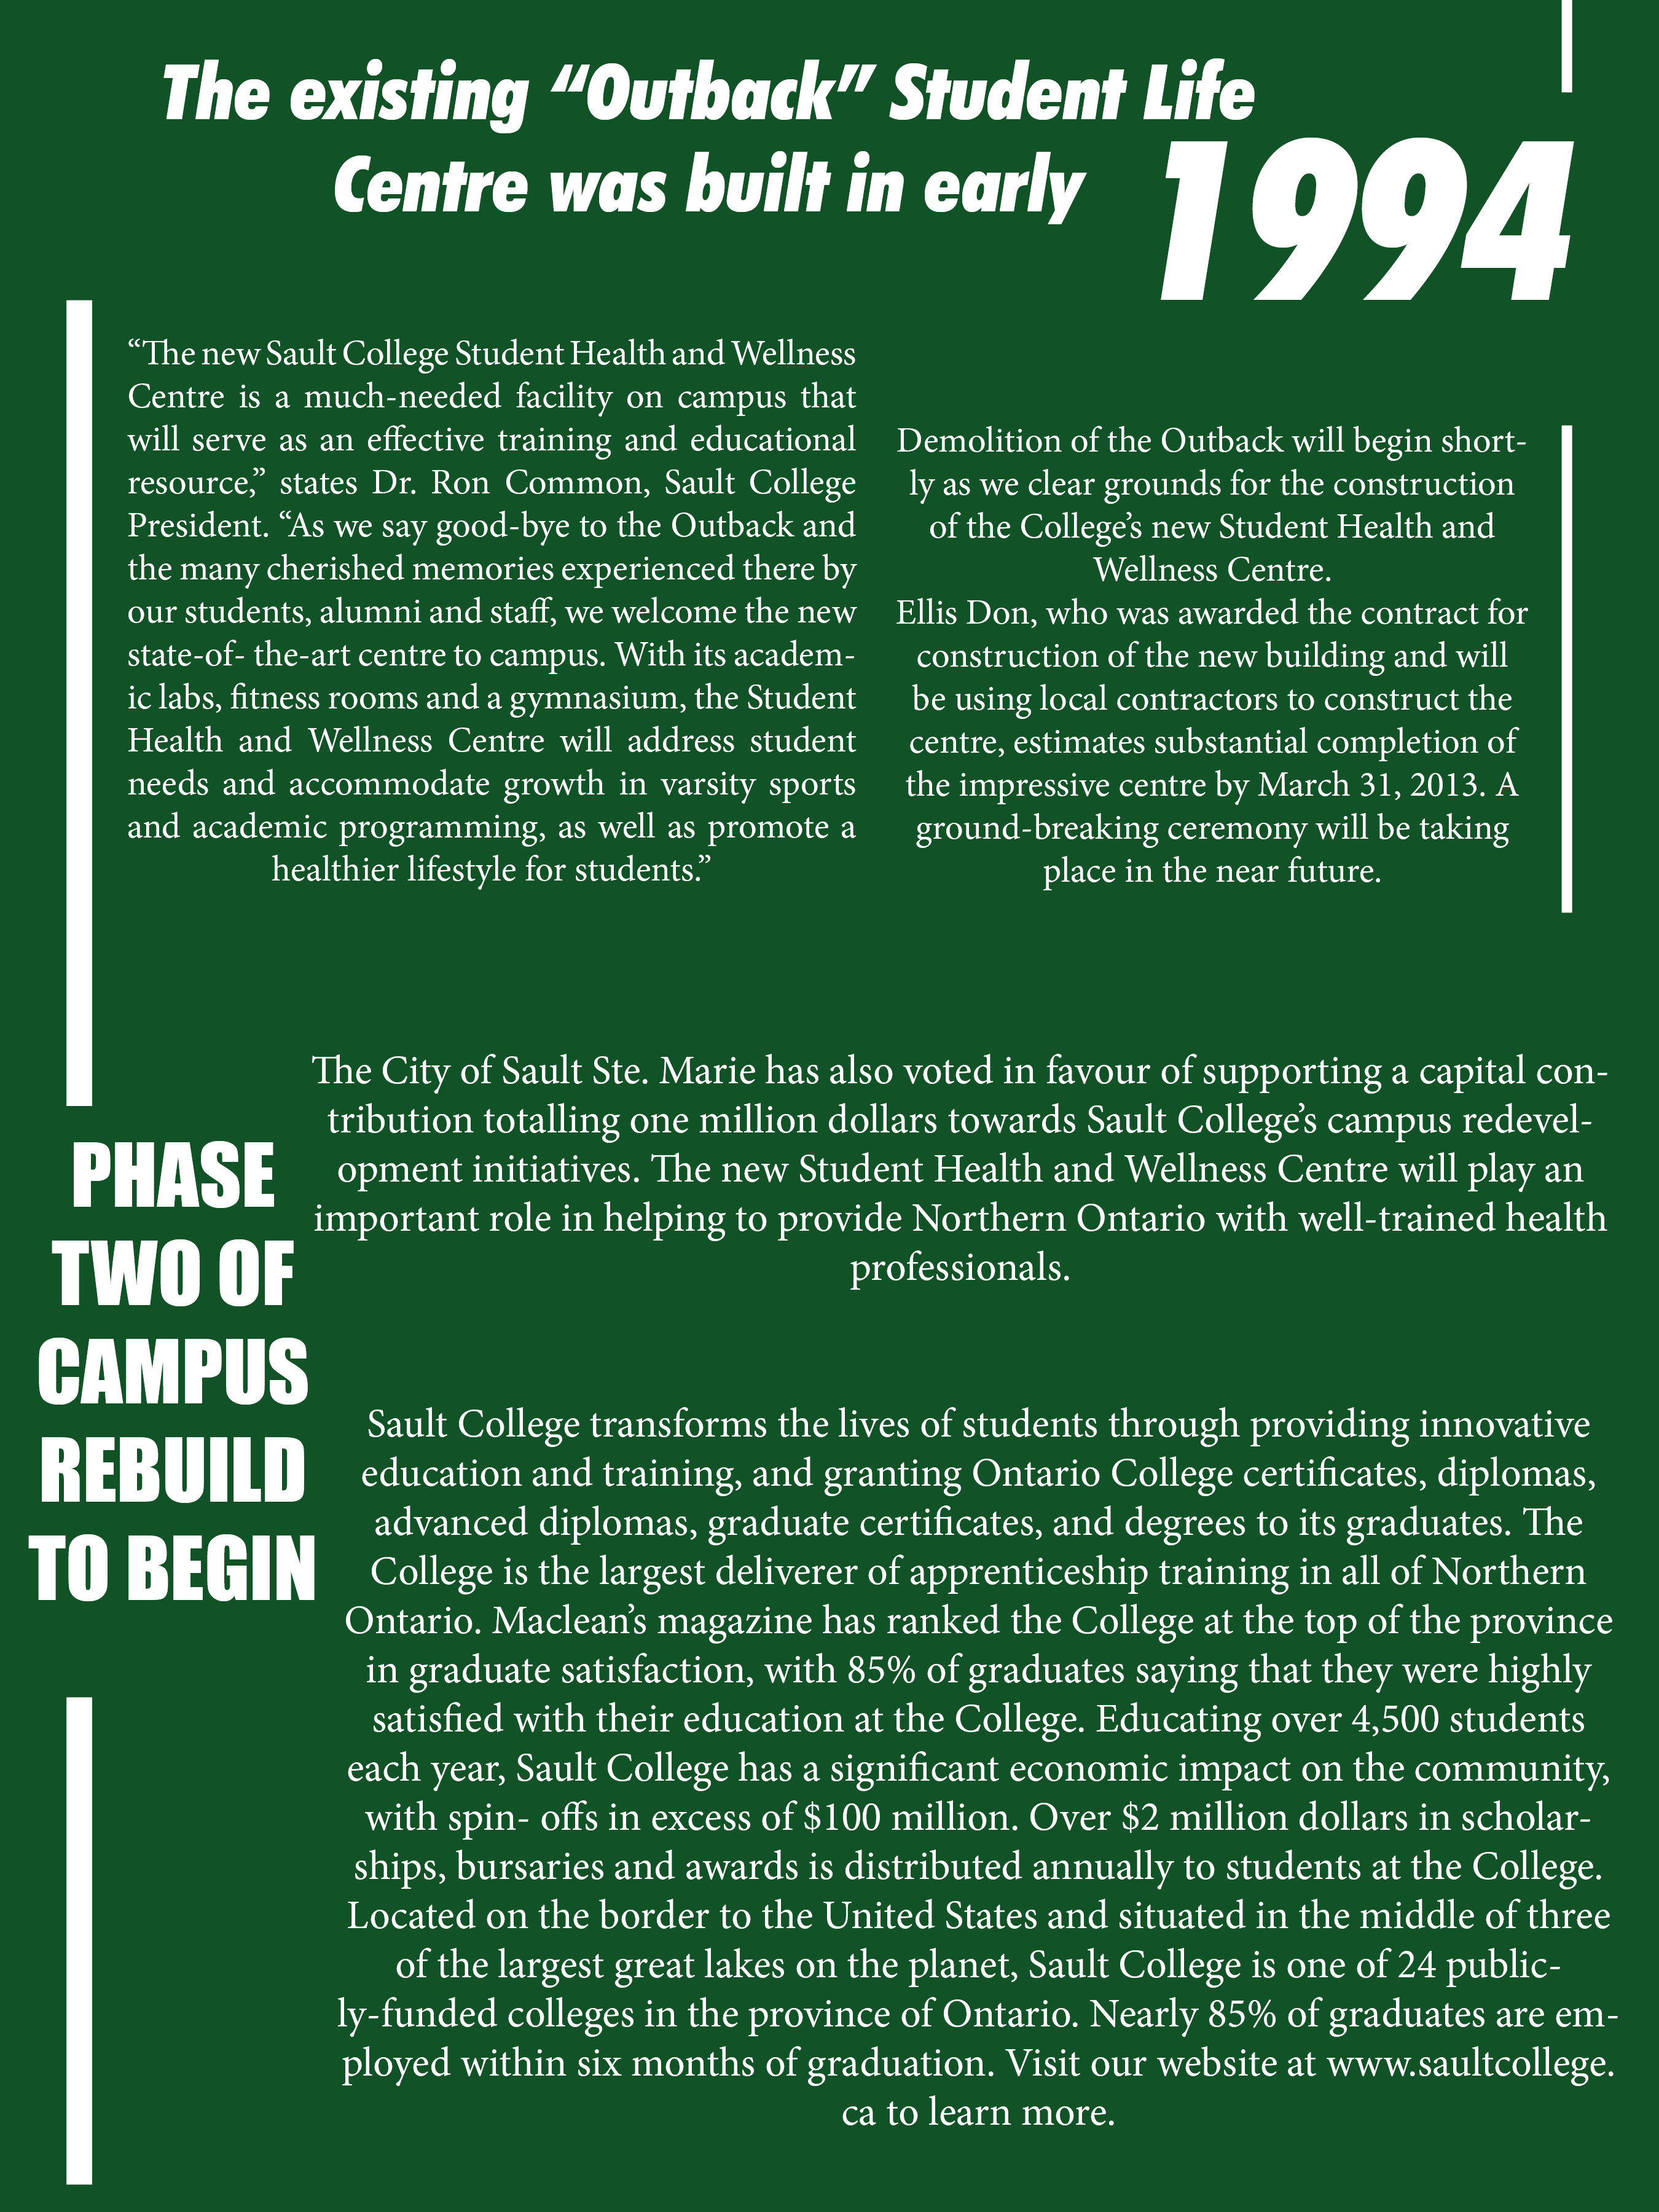 The existing “Outback” Student Life
Centre was built in early
1994
“The new Sault College Student Health and Wellness
Centre is a much-needed facility on campus that
will serve as an effective training and educational
resource,” states Dr. Ron Common, Sault College
President. “As we say good-bye to the Outback and
the many cherished memories experienced there by
our students, alumni and staff, we welcome the new
state-of- the-art centre to campus. With its academ-
ic labs, fitness rooms and a gymnasium, the Student
Health and Wellness Centre will address student
needs and accommodate growth in varsity sports
and academic programming, as well as promote a
healthier lifestyle for students.”
Demolition of the Outback will begin short-
ly as we clear grounds for the construction
of the College’s new Student Health and
Wellness Centre.
Ellis Don, who was awarded the contract for
construction of the new building and will
be using local contractors to construct the
centre, estimates substantial completion of
the impressive centre by March 31, 2013. A
ground-breaking ceremony will be taking
place in the near future.
PHASE
TWO OF
CAMPUS
REBUILD
TO BEGIN
The City of Sault Ste. Marie has also voted in favour of supporting a capital con-
tribution totalling one million dollars towards Sault College’s campus redevel-
opment initiatives. The new Student Health and Wellness Centre will play an
important role in helping to provide Northern Ontario with well-trained health
professionals.
Sault College transforms the lives of students through providing innovative
education and training, and granting Ontario College certificates, diplomas,
advanced diplomas, graduate certificates, and degrees to its graduates. The
College is the largest deliverer of apprenticeship training in all of Northern
Ontario. Maclean’s magazine has ranked the College at the top of the province
in graduate satisfaction, with 85% of graduates saying that they were highly
satisfied with their education at the College. Educating over 4,500 students
each year, Sault College has a significant economic impact on the community,
with spin- offs in excess of $100 million. Over $2 million dollars in scholar-
ships, bursaries and awards is distributed annually to students at the College.
Located on the border to the United States and situated in the middle of three
of the largest great lakes on the planet, Sault College is one of 24 public-
ly-funded colleges in the province of Ontario. Nearly 85% of graduates are em-
ployed within six months of graduation. Visit our website at www.saultcollege.
ca to learn more.